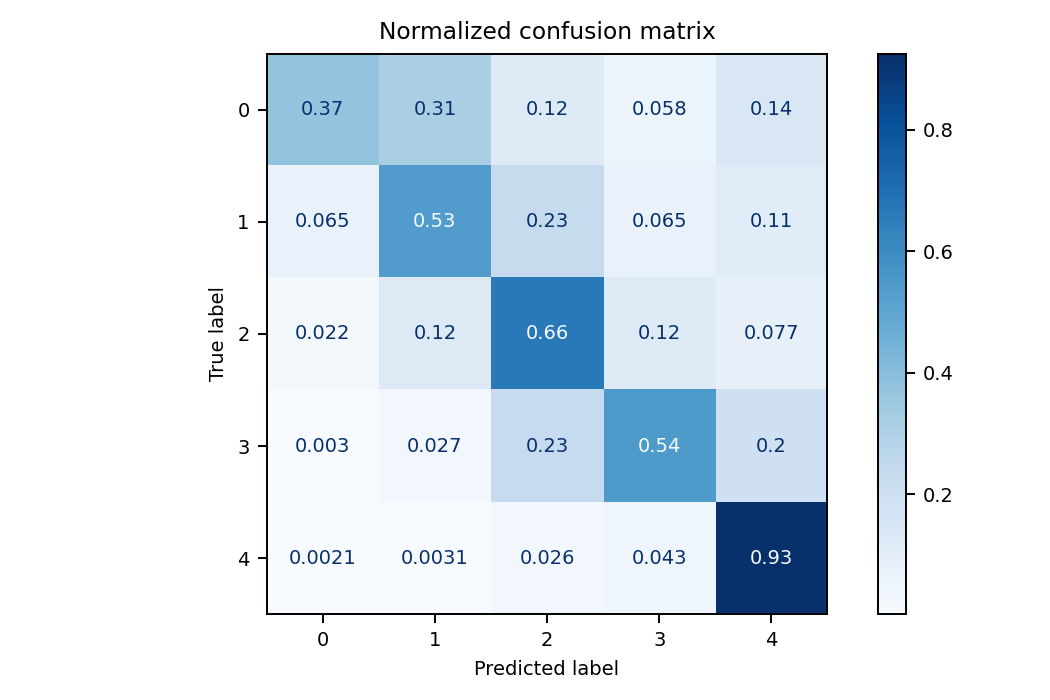 Normalized confusion matrix
0 0.37 0.31 0.12 0.058 0.14
1 0.065 0.53 0.23 0.065 0.11
2 0.022 0.12 0.66 0.12 0.077
3 0.003 0.027 0.23 0.54 0.2
4 0.0021 0.0031 0.026 0.043 0.93
0 1 2 3 4
Predicted label
True label
0.8
0.6
0.4
0.2